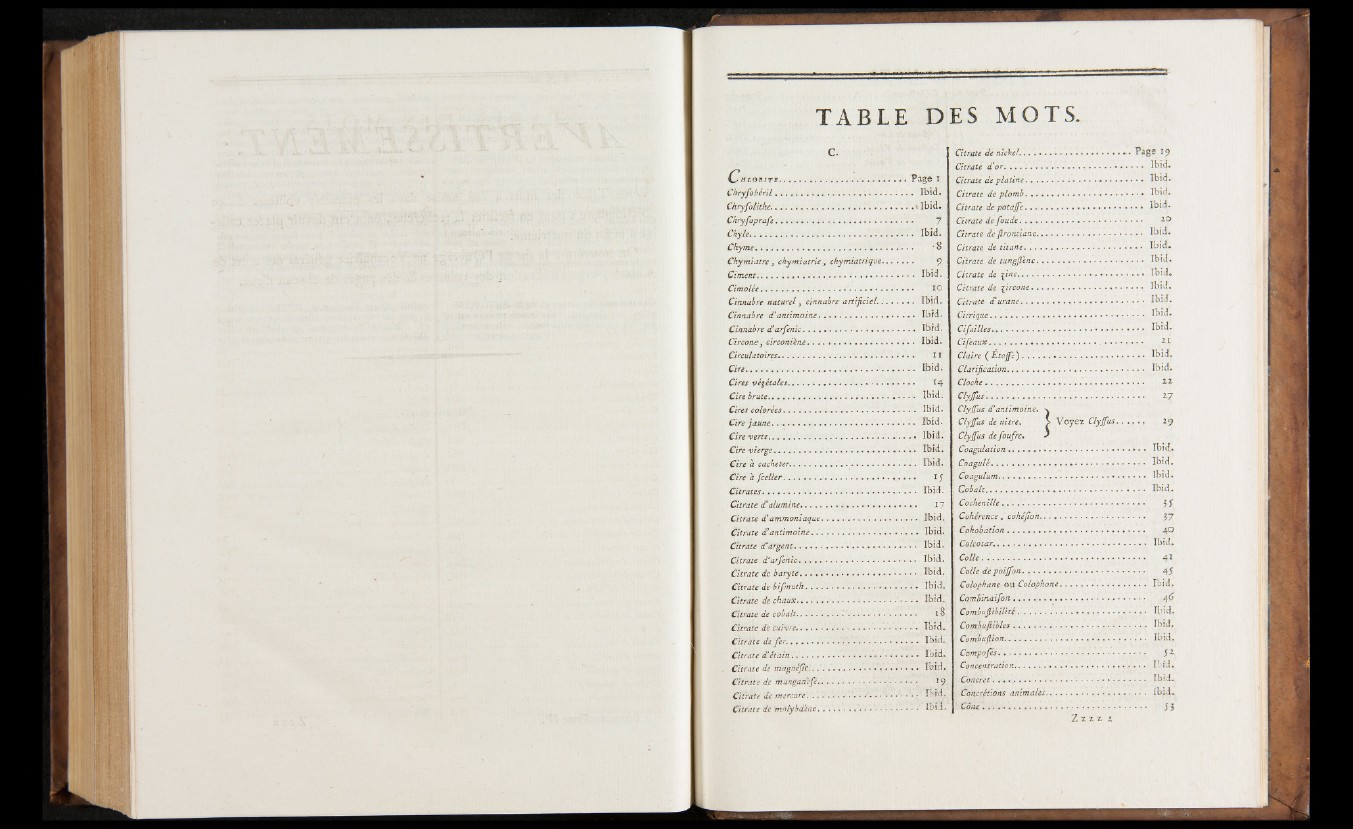 TABLE DES MOTS.
C.
CHLORITE. Page 1
Chryſobéril. Ibid.
Chryſolithe. Ibid.
Chryſopraſe. 7
Chyle. Ibid.
Chyme. 8
Chymiatre, chymiatrie, chymiatrique. 9
Ciment. Ibid.
Cimolée. 10
Cinnabre naturel, cinnabre artificiel. Ibid.
Cinnabre d'antimoine. Ibid.
Cinnabre d'arſenic. Ibid.
Circone, circoniène. Ibid.
Circulatoires. 11
Cire. Ibid.
Cires végétales. 14
Cire brute. Ibid.
Cires colorées. Ibid.
Cire jaune. Ibid.
Cire verte. Ibid.
Cire vierge. Ibid.
Cire à cacheter. Ibid.
Cire à ſceller. 15
Citrates. Ibid.
Citrate d'alumine. 17
Citrate d'ammoniaque. Ibid.
Citrate d'antimoine. Ibid.
Citrate d'argent. Ibid.
Citrate d'arſenic. Ibid.
Citrate de baryte. Ibid.
Citrate de biſmuth. Ibid.
Citrate de chaux. Ibid.
Citrate de cobalt. 18
Citrate de cuivre. Ibid.
Citrate de fer. Ibid.
Citrate d'étain. Ibid.
Citrate de magnéſie. Ibid.
Citrate de manganèſe. 19
Citrate de mercure. Ibid.
Citrate de molybdène. Ibid.
Citrate de nickel. Page 19
Citrate d'or. Ibid.
Citrate de platine. Ibid.
Citrate de plomb. Ibid.
Citrate de potaſſe. Ibid.
Citrate de ſoude. 20
Citrate de ſtrontiane. Ibid.
Citrate de titane. Ibid.
Citrate de tungſtène. Ibid.
Citrate de zinc. Ibid.
Citrate de zircone. Ibid.
Citrate d'urane. Ibid.
Citrique. Ibid.
Ciſailles. Ibid.
Ciſeaux. 21
Claire (Étoffe). Ibid.
Clarification. Ibid.
Cloche. 22
Clyſſus. 27
Clyſſus d'antimoine.
Clyſſus de nitre. } Voyez Clyſſus. 29
Clyſſus de ſoufre.
Coagulation. Ibid.
Coagulé. Ibid.
Coagulum. Ibid.
Cobalt. Ibid.
Cochenille. 35
Cohérence, cohéſion. 37
Cohobation. 40
Colcotar. Ibid.
Colle. 41
Colle de poiſſon. 45
Colophane ou Colophone. Ibid.
Combinaiſon. 46
Combuſtibilité. Ibid.
Combuſtibles. Ibid.
Combuſtion. Ibid.
Compoſés. 52
Concentration. Ibid.
Concret. Ibid.
Concrétions animales. Ibid.
Cône. 53
Zzzz 2